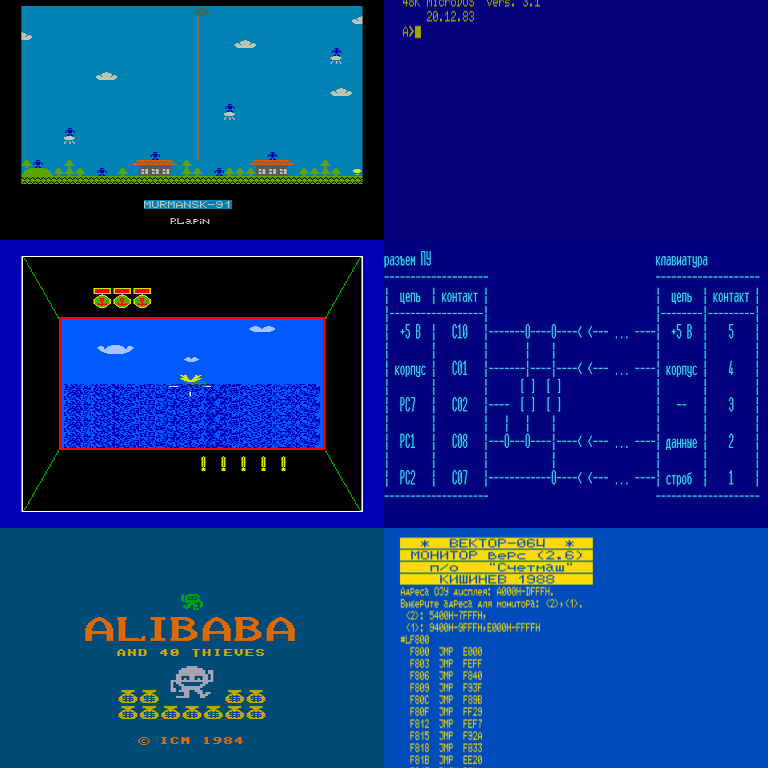 MURMANSK-91
P.Lapin
48K MicroDOS vers. 3.1
20.12.83
A>
разъем ПУ клавиатура
цепь контакт цепь контакт
+5 В C10 +5 В 5
корпус C01 корпус 4
PC7 C02 -- 3
PC1 C08 данные 2
PC2 C07 строб 1
ALIBABA
AND 40 THIEVES
© ICM 1984
* ВЕКТОР-06Ц *
МОНИТОР ВеРс (2.6)
п/о "Счетмаш"
КИШИНЕВ 1988
АдРеса ОЗУ дисплея: A000H-DFFFH.
ВыбеРите адРеса для монитоРа: (2),(1).
(2): 5400H-7FFFH,
(1): 9400H-9FFFH,E000H-FFFFH
*LF800
F800 JMP E000
F803 JMP FEFF
F806 JMP F840
F809 JMP F93F
F80C JMP F89B
F80F JMP FF29
F812 JMP FEF7
F815 JMP F92A
F818 JMP F833
F81B JMP EE20